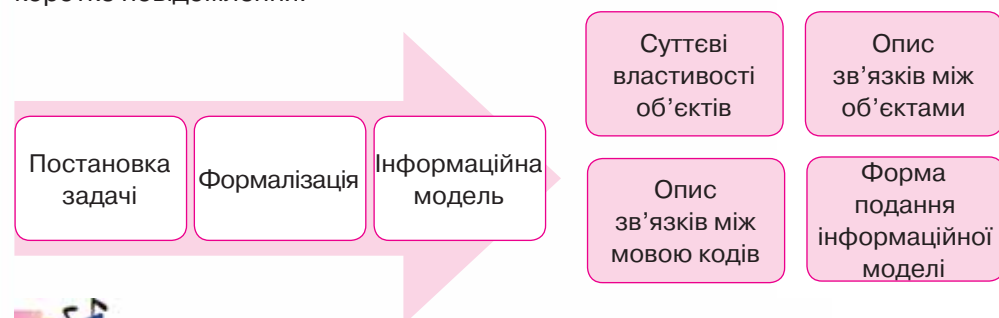 Постановка
задачі
Формалізація
Інформаційна
модель
Суттєві
властивості
об’єктів
Опис
зв’язків між
об’єктами
Опис
зв’язків між
мовою кодів
Форма
подання
інформаційної
моделі